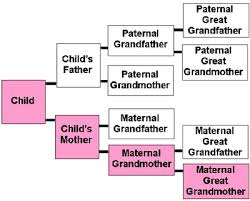 Paternal
Great
Grandfather
Paternal
Grandfather
Paternal
Great
Grandmother
Child's
Father
Paternal
Grandmother
Child
Maternal
Grandfather
Child's
Mother
Maternal
Great
Grandfather
Maternal
Grandmother
Maternal
Great
Grandmother